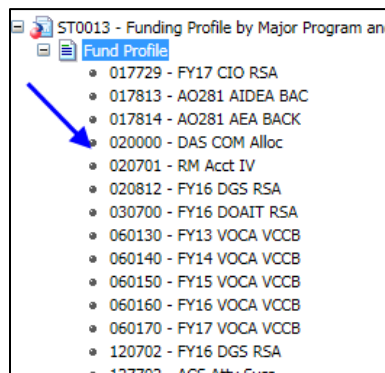 ST0013 - Funding Profile by Major Program an
Fund Profile
017729 - FY17 CIO RSA
017813 - AO281 AIDEA BAC
017814 - AO281 AEA BACK
020000 - DAS COM Alloc
020701 - RM Acct IV
020812 - FY16 DGS RSA
030700 - FY16 DOAIT RSA
060130 - FY13 VOCA VCCB
060140 - FY14 VOCA VCCB
060150 - FY15 VOCA VCCB
060160 - FY16 VOCA VCCB
060170 - FY17 VOCA VCCB
120702 - FY16 DGS RSA